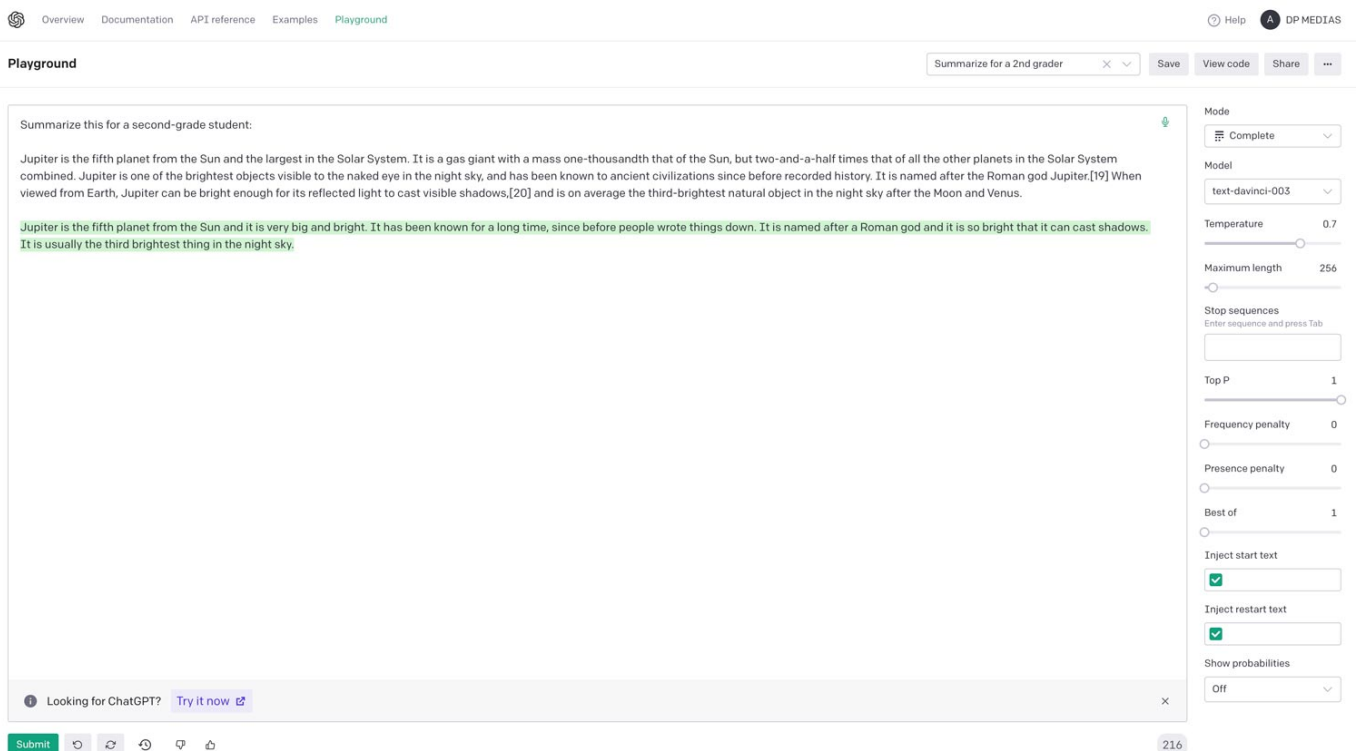 Overview Documentation API reference Examples Playground Help A DP MEDIAS
Playground Summarize for a 2nd grader Save View code Share ...
Summarize this for a second-grade student:
Jupiter is the fifth planet from the Sun and the largest in the Solar System. It is a gas giant with a mass one-thousandth that of the Sun, but two-and-a-half times that of all the other planets in the Solar System
combined. Jupiter is one of the brightest objects visible to the naked eye in the night sky, and has been known to ancient civilizations since before recorded history. It is named after the Roman god Jupiter.[19] When
viewed from Earth, Jupiter can be bright enough for its reflected light to cast visible shadows,[20] and is on average the third-brightest natural object in the night sky after the Moon and Venus.
Jupiter is the fifth planet from the Sun and it is very big and bright. It has been known for a long time, since before people wrote things down. It is named after a Roman god and it is so bright that it can cast shadows.
It is usually the third brightest thing in the night sky.
Looking for ChatGPT? Try it now
Submit 216
Mode
Complete
Model
text-davinci-003
Temperature 0.7
Maximum length 256
Stop sequences
Enter sequence and press Tab
Top P 1
Frequency penalty 0
Presence penalty 0
Best of 1
Inject start text
Inject restart text
Show probabilities
Off